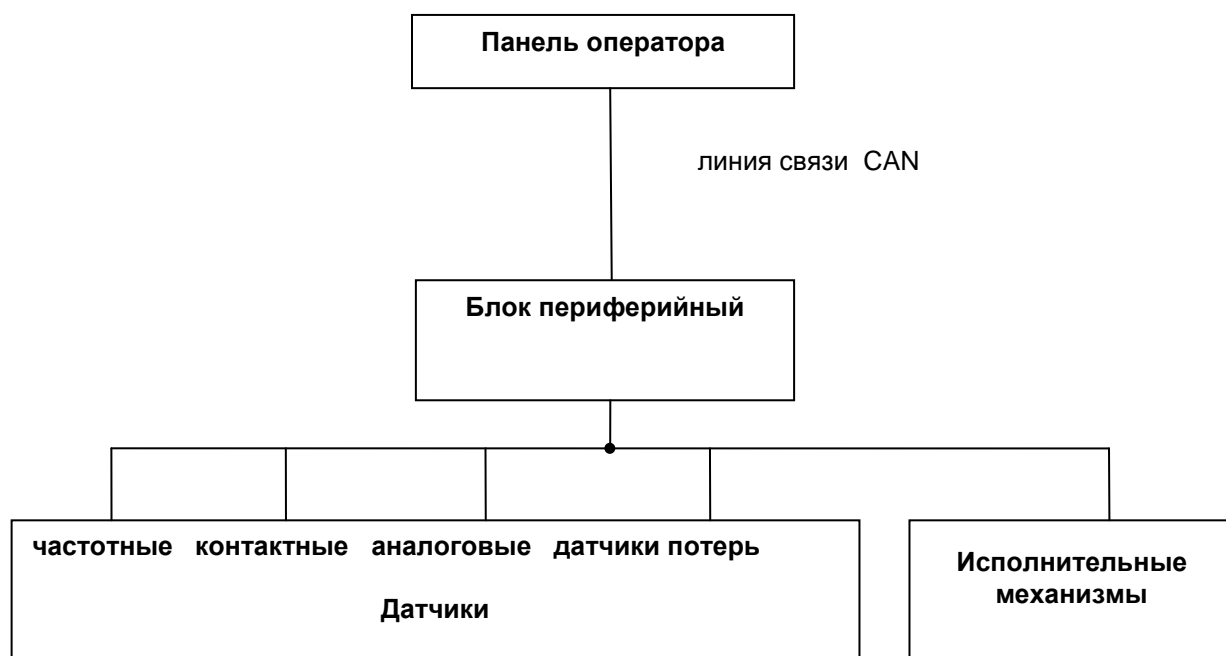 Панель оператора
линия связи CAN
Блок периферийный
частотные контактные аналоговые датчики потерь
Датчики
Исполнительные
механизмы